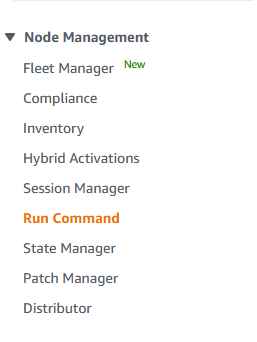 Node Management
Fleet Manager New
Compliance
Inventory
Hybrid Activations
Session Manager
Run Command
State Manager
Patch Manager
Distributor